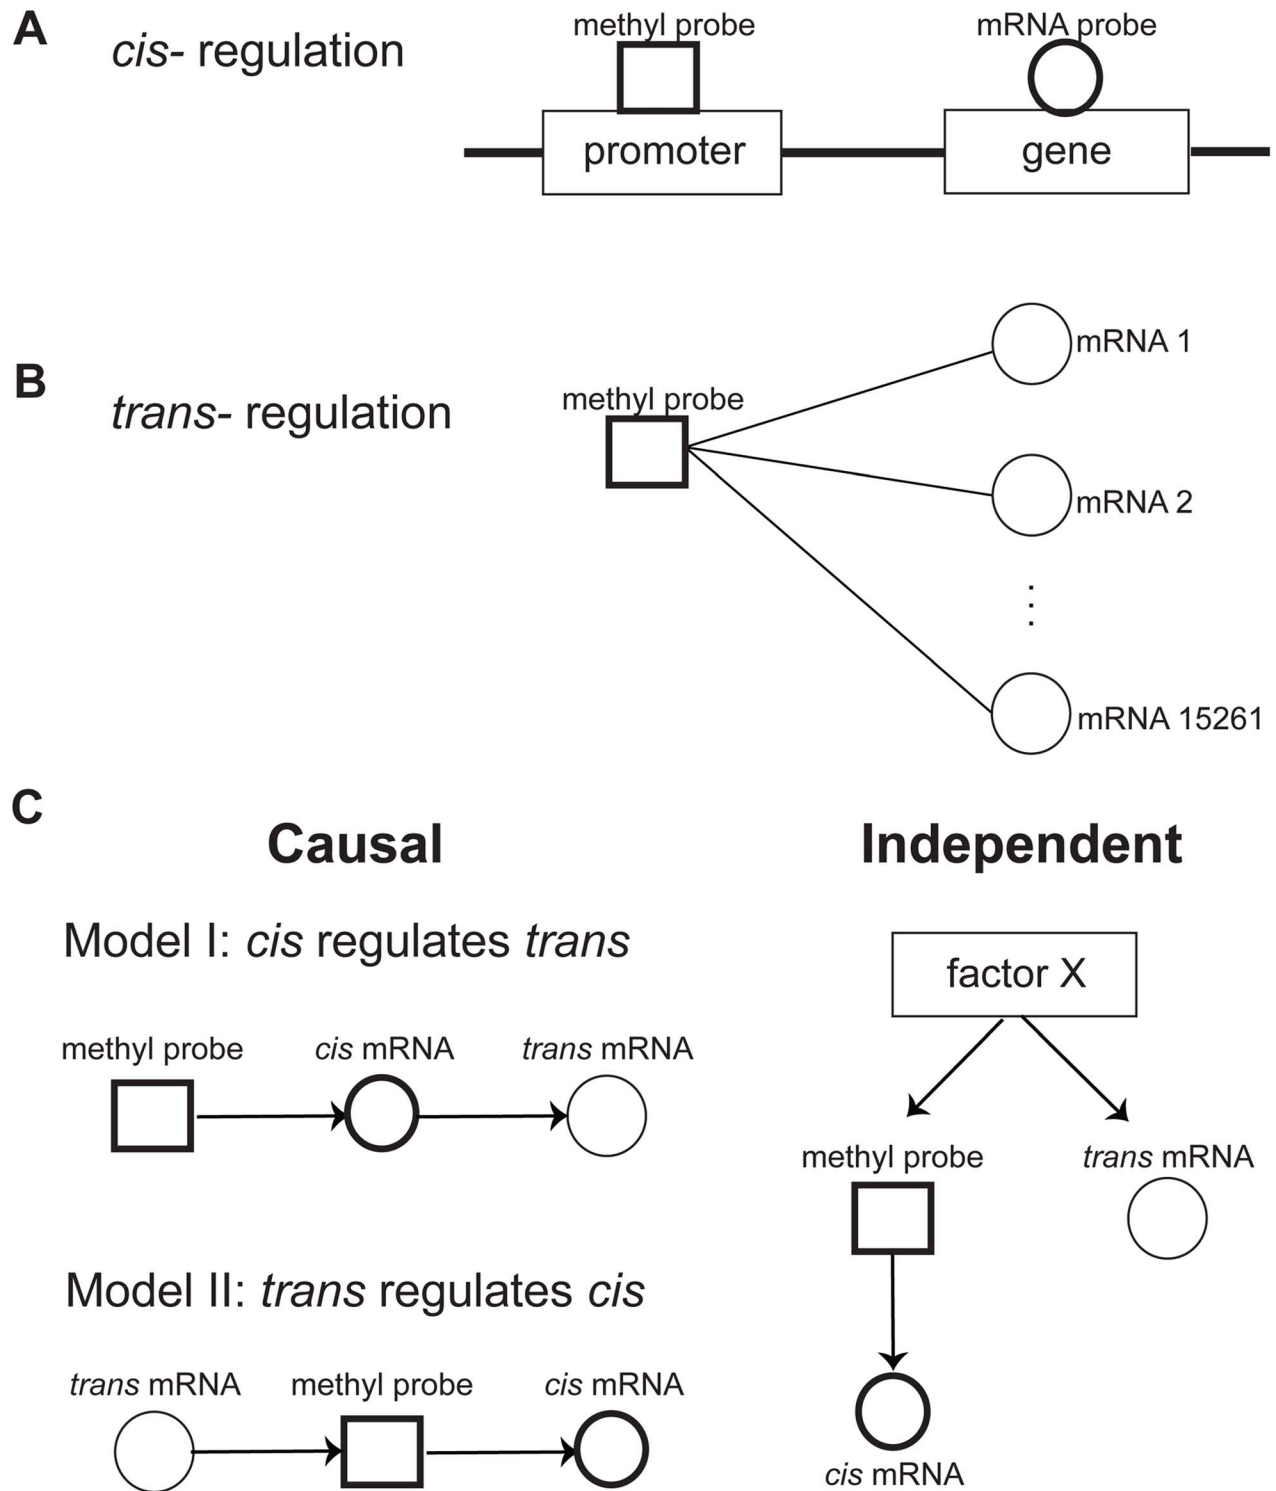 A
cis- regulation
methyl probe
mRNA probe
promoter
gene
B
trans- regulation
methyl probe
mRNA 1
mRNA 2
⋮
mRNA 15261
C
Causal
Independent
Model I: cis regulates trans
methyl probe
cis mRNA
trans mRNA
factor X
methyl probe
trans mRNA
cis mRNA
Model II: trans regulates cis
trans mRNA
methyl probe
cis mRNA